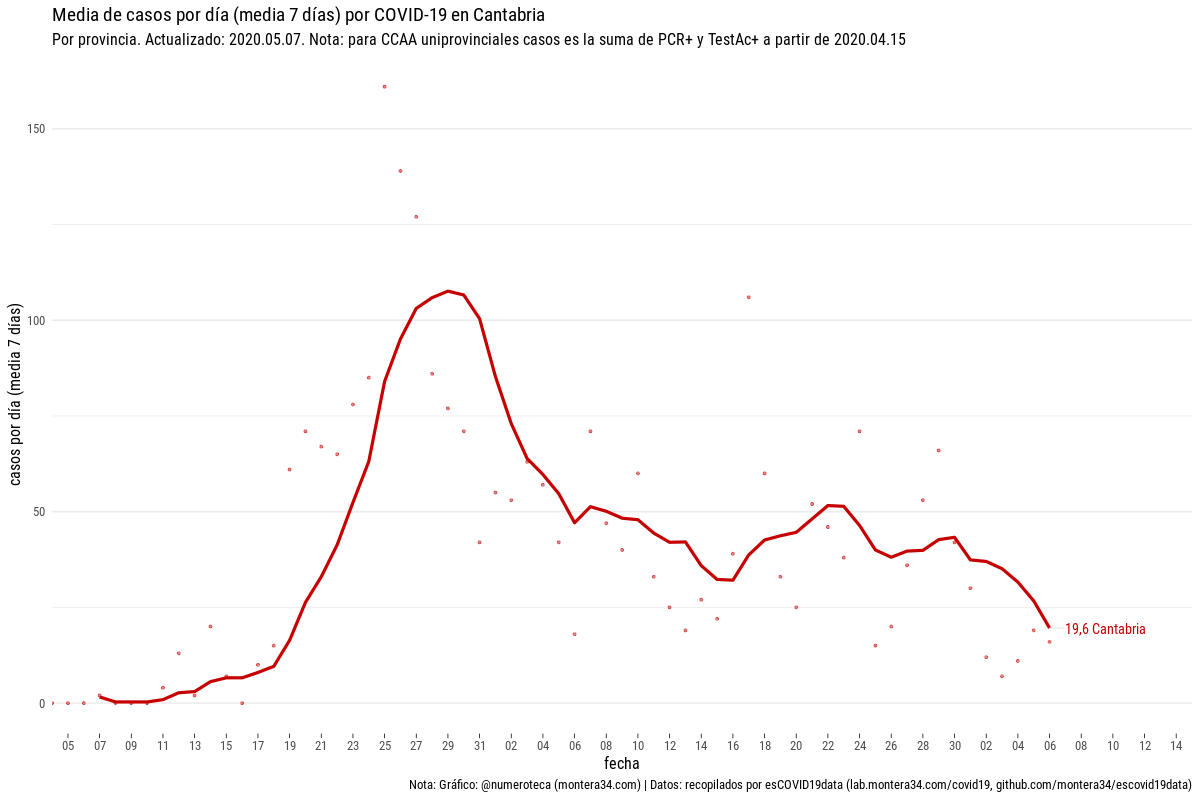 Media de casos por día (media 7 días) por COVID-19 en Cantabria
Por provincia. Actualizado: 2020.05.07. Nota: para CCAA uniprovinciales casos es la suma de PCR+ y TestAc+ a partir de 2020.04.15
casos por día (media 7 días)
150
100
50
0
19,6 Cantabria
05 07 09 11 13 15 17 19 21 23 25 27 29 31 02 04 06 08 10 12 14 16 18 20 22 24 26 28 30 02 04 06 08 10 12 14
fecha
Nota: Gráfico: @numeroteca (montera34.com) | Datos: recopilados por esCOVID19data (lab.montera34.com/covid19, github.com/montera34/escovid19data)